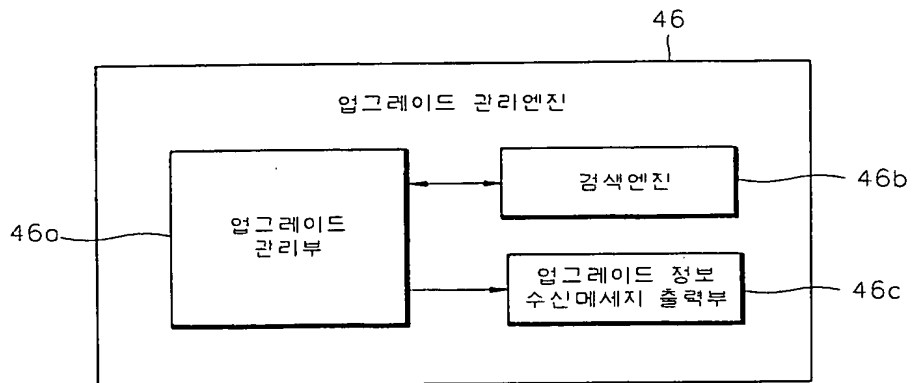 46
업그레이드 관리엔진
검색엔진
46b
46a
업그레이드
관리부
업그레이드 정보
수신메세지 출력부
46c